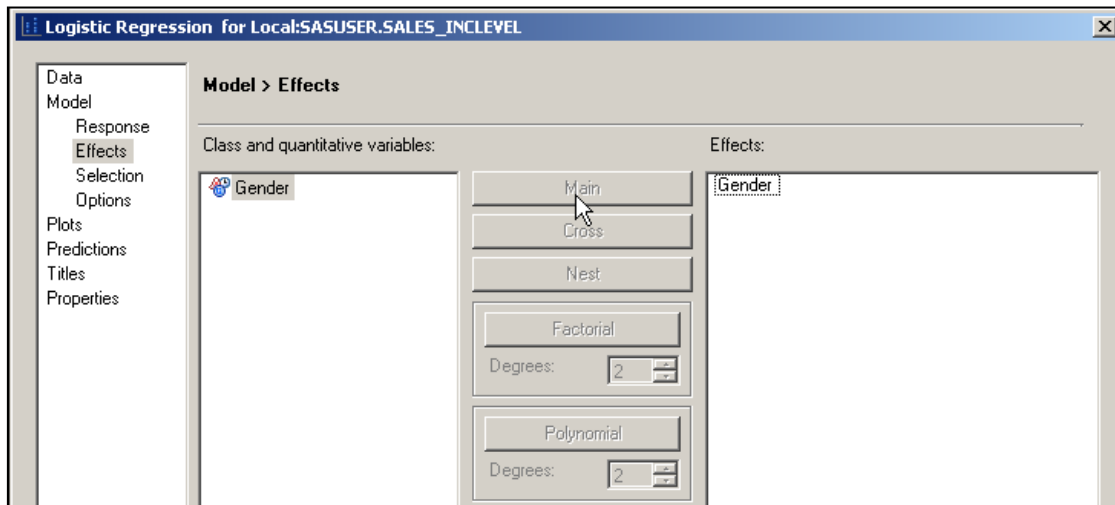 Logistic Regression for Local:SASUSER.SALES_INCLEVEL
Data
Model
Response
Effects
Selection
Options
Plots
Predictions
Titles
Properties
Model > Effects
Class and quantitative variables:
Gender
Main
Cross
Nest
Factorial
Degrees: 2
Polynomial
Degrees: 2
Effects:
Gender